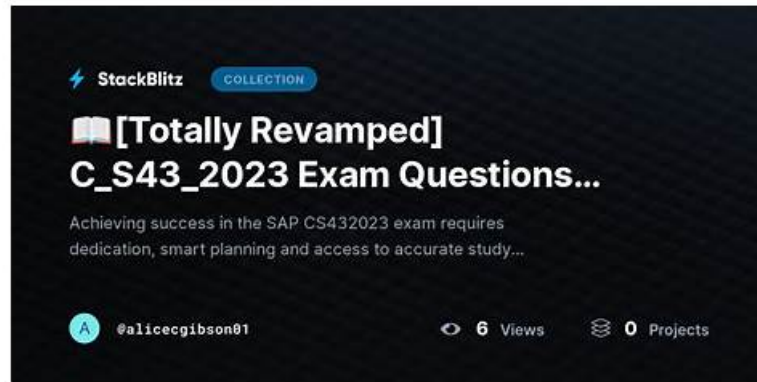 StackBlitz COLLECTION
📖[Totally Revamped]
C_S43_2023 Exam Questions...
Achieving success in the SAP CS432023 exam requires
dedication, smart planning and access to accurate study...
A @alicecgibson01 6 Views 0 Projects